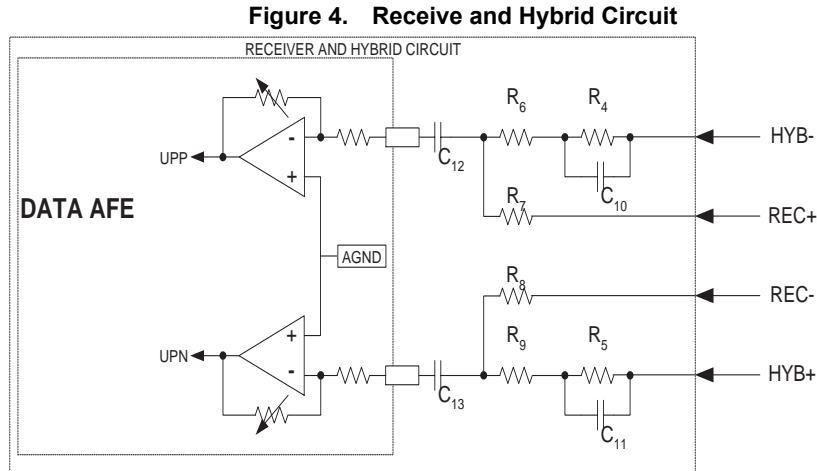 Figure 4. Receive and Hybrid Circuit
RECEIVER AND HYBRID CIRCUIT
R6 R4
- HYB-
UPP
+ C12
C10
DATA AFE
R7
REC+
AGND
R8
REC-
+ R9 R5
UPN
- HYB+
C13
C11